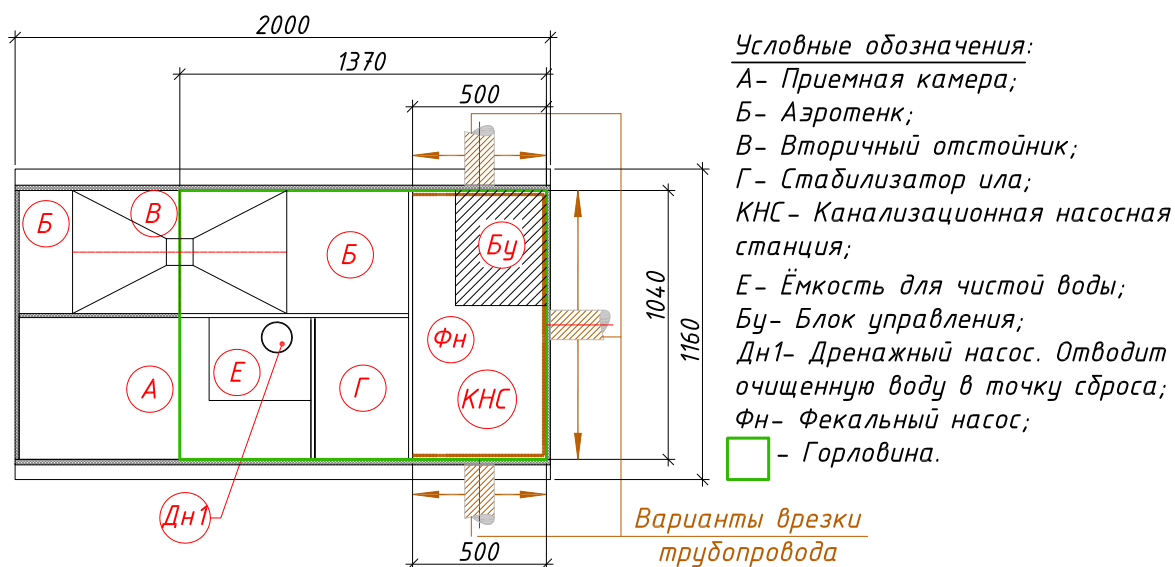 2000
1370
500
Б
В
Б
Бу
Фн
А
Е
Г
КНС
Дн1
1040
1160
500
Варианты врезки
трубопровода
Условные обозначения:
А- Приемная камера;
Б- Аэротенк;
В- Вторичный отстойник;
Г- Стабилизатор ила;
КНС- Канализационная насосная
станция;
Е- Ёмкость для чистой воды;
Бу- Блок управления;
Дн1- Дренажный насос. Отводит
очищенную воду в точку сброса;
Фн- Фекальный насос;
- Горловина.